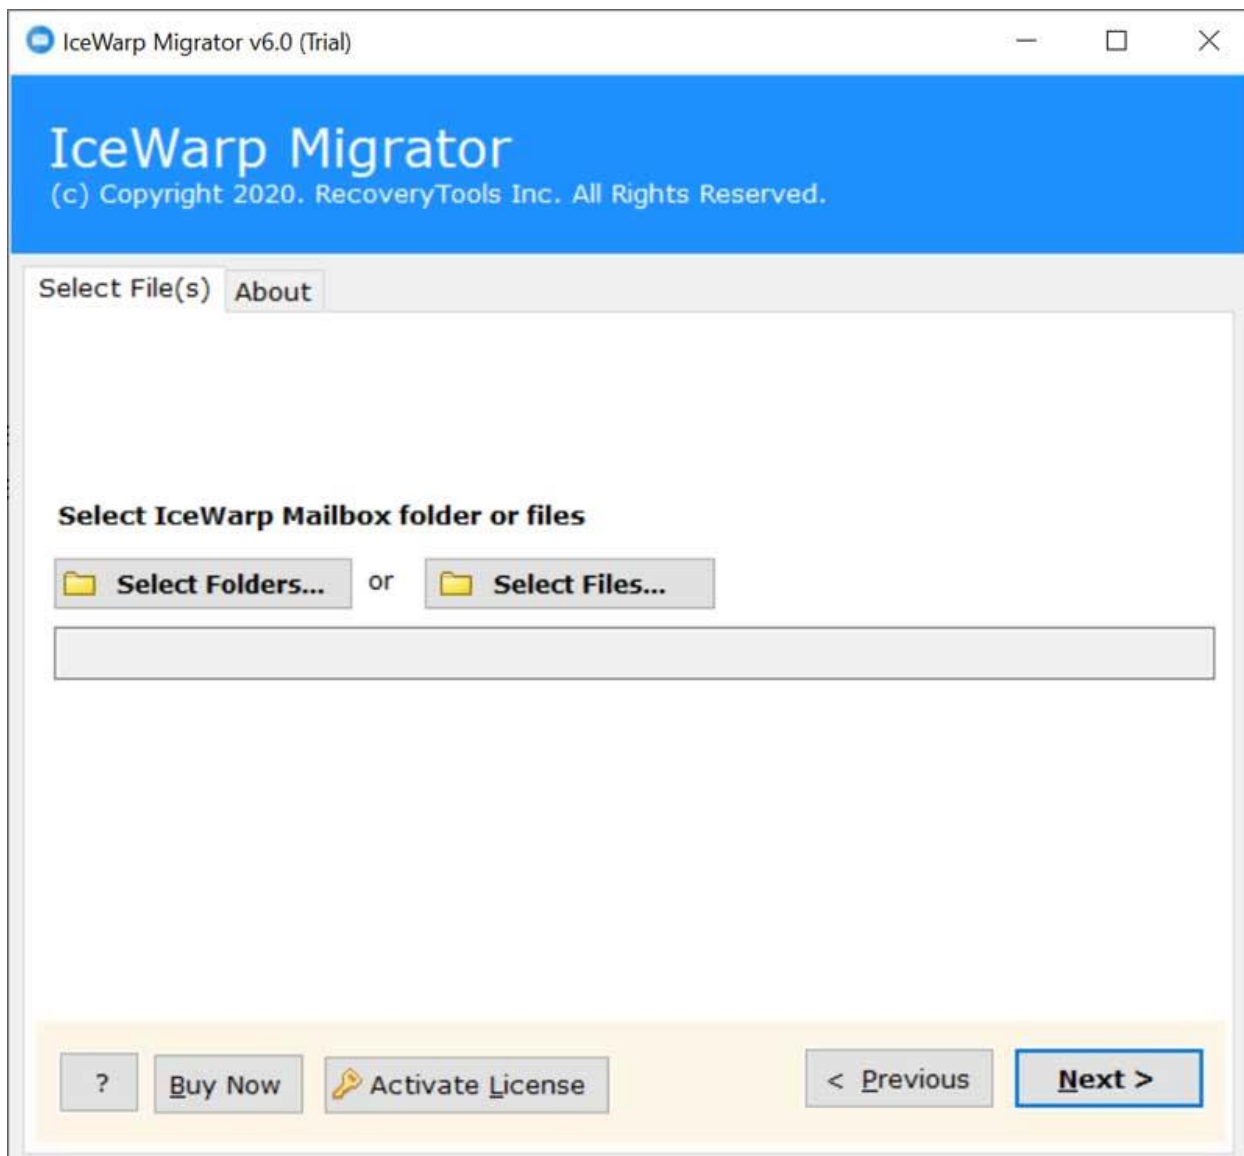 IceWarp Migrator v6.0 (Trial)
IceWarp Migrator
(c) Copyright 2020. RecoveryTools Inc. All Rights Reserved.
Select File(s) About
Select IceWarp Mailbox folder or files
Select Folders... or Select Files...
? Buy Now Activate License < Previous Next >